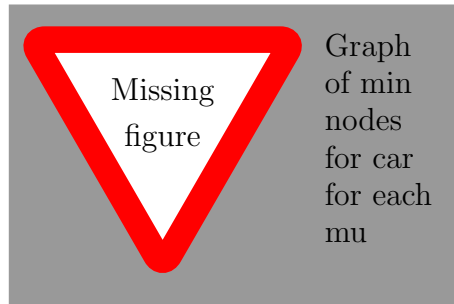 Missing
figure
Graph
of min
nodes
for car
for each
mu